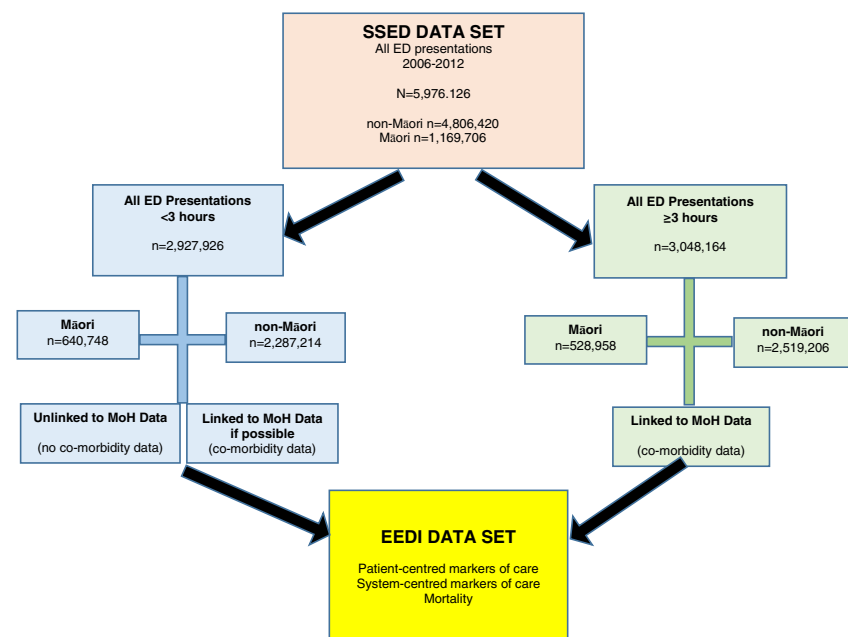 SSED DATA SET
All ED presentations
2006-2012
N=5,976.126
non-Māori n=4,806,420
Māori n=1,169,706
All ED Presentations
<3 hours
n=2,927,926
All ED Presentations
≥3 hours
n=3,048,164
Māori
n=640,748
non-Māori
n=2,287,214
Māori
n=528,958
non-Māori
n=2,519,206
Unlinked to MoH Data
(no co-morbidity data)
Linked to MoH Data
if possible
(co-morbidity data)
Linked to MoH Data
(co-morbidity data)
EEDI DATA SET
Patient-centred markers of care
System-centred markers of care
Mortality